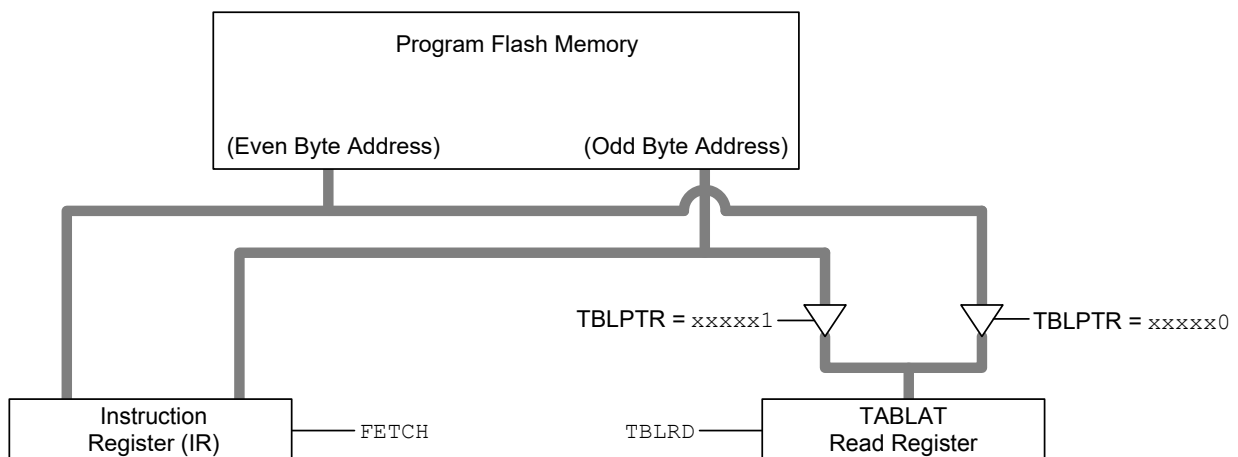 Program Flash Memory
(Even Byte Address)
(Odd Byte Address)
TBLPTR = xxxxx1
TBLPTR = xxxxx0
Instruction
Register (IR)
FETCH
TBLRD
TABLAT
Read Register